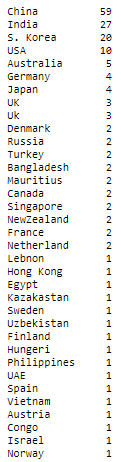 China 59
India 27
S. Korea 20
USA 10
Australia 5
Germany 4
Japan 4
UK 3
Uk 3
Denmark 2
Russia 2
Turkey 2
Bangladesh 2
Mauritius 2
Canada 2
Singapore 2
NewZealand 2
France 2
Netherland 2
Lebnon 1
Hong Kong 1
Egypt 1
Kazakastan 1
Sweden 1
Uzbekistan 1
Finland 1
Hungeri 1
Philippines 1
UAE 1
Spain 1
Vietnam 1
Austria 1
Congo 1
Israel 1
Norway 1